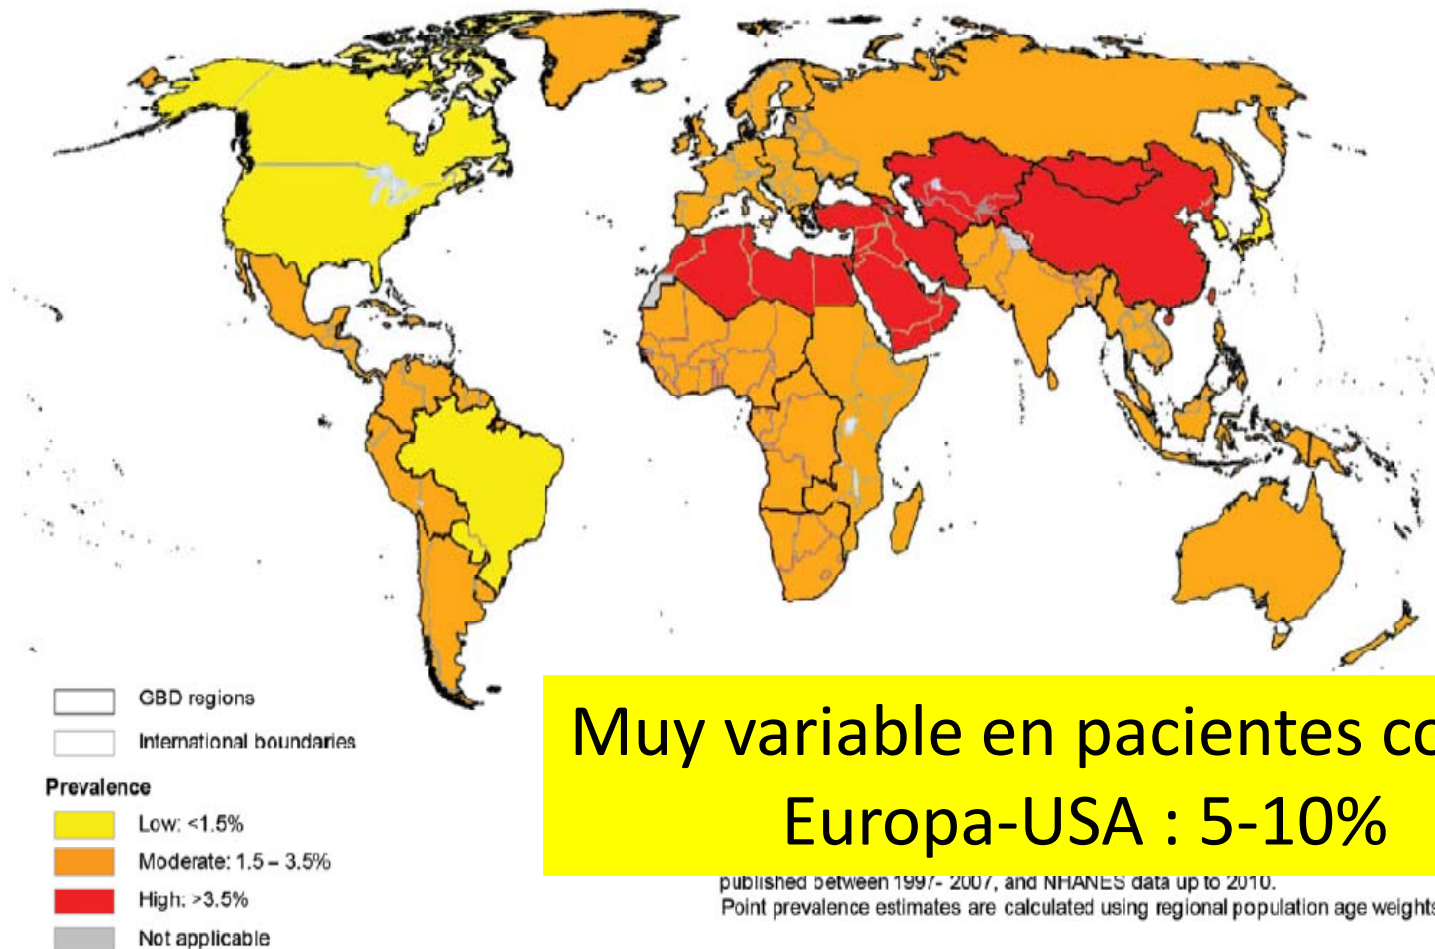 GBD regions
International boundaries
Prevalence
Low: <1.5%
Moderate: 1.5 – 3.5%
High: >3.5%
Not applicable
Muy variable en pacientes
Europa-USA : 5-10%
published between 1997- 2007, and NHANES data up to 2010.
Point prevalence estimates are calculated using regional population age weights